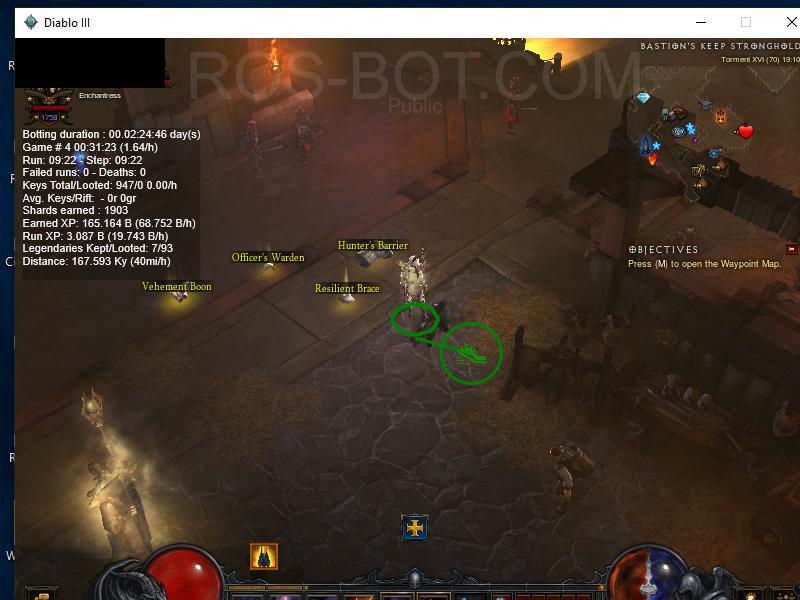 Diablo III
ROS-BOT.COM
Public
BASTION'S KEEP STRONGHOLD
Torment XVI (70) 19:10
Enchantress
1758
Botting duration : 00.02:24:46 day(s)
Game # 4 00:31:23 (1.64/h)
Run: 09:22 - Step: 09:22
Failed runs: 0 - Deaths: 0
Keys Total/Looted: 947/0 0.00/h
Avg. Keys/Rift: - 0r 0gr
Shards earned : 1903
Earned XP: 165.164 B (68.752 B/h)
Run XP: 3.087 B (19.743 B/h)
Legendaries Kept/Looted: 7/93
Distance: 167.593 Ky (40mi/h)
Hunter's Barrier
Officer's Warden
Vehement Boon
Resilient Brace
OBJECTIVES
Press (M) to open the Waypoint Map.